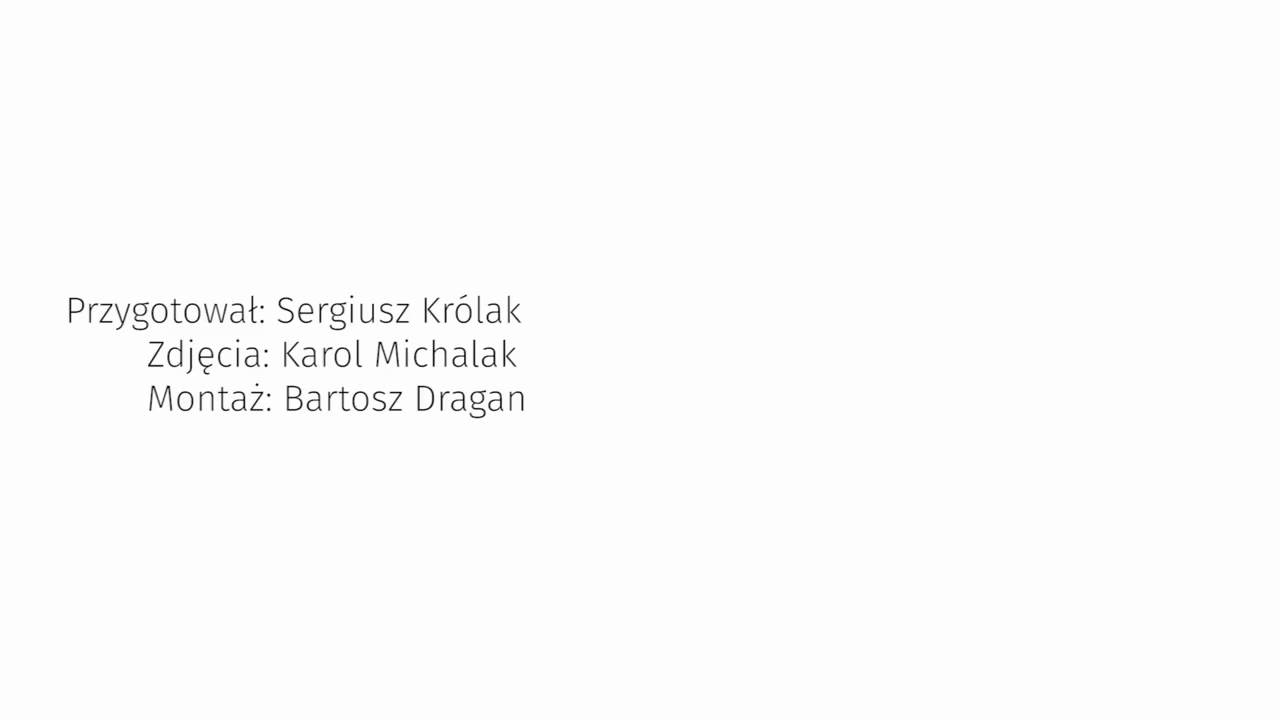 Przygotował: Sergiusz Królak
Zdjęcia: Karol Michalak
Montaż: Bartosz Dragan